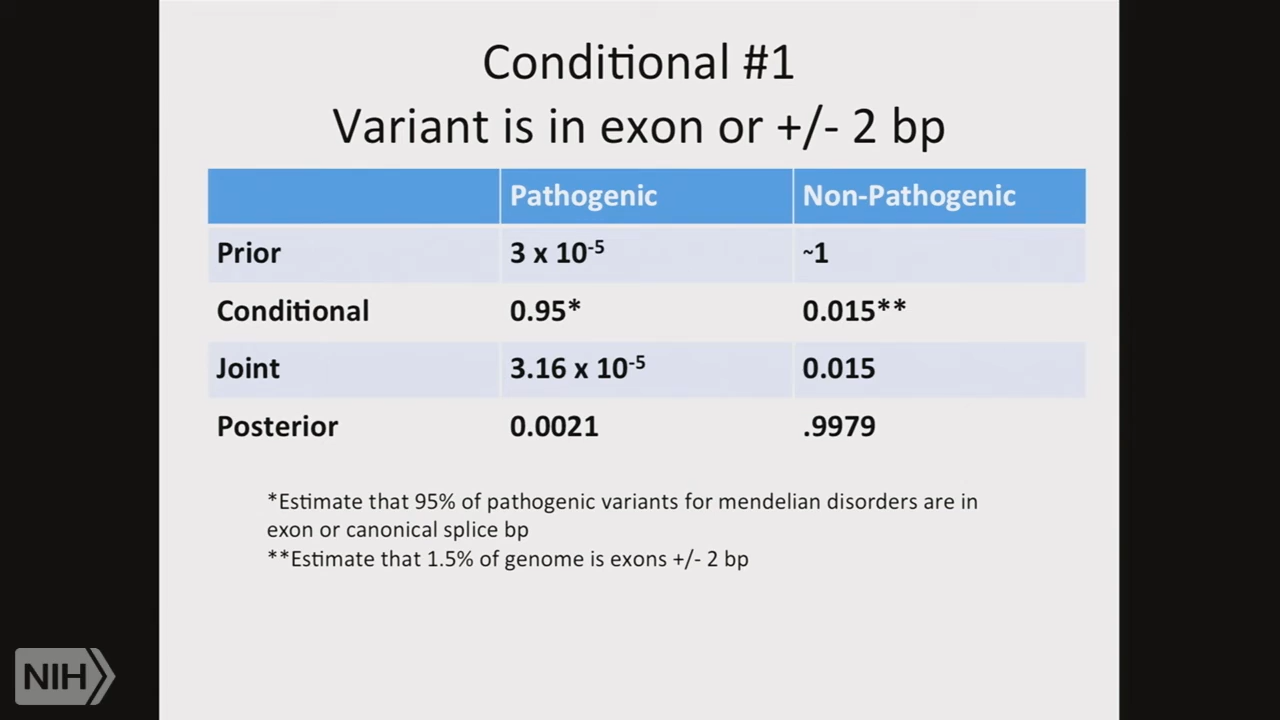 Conditional #1
Variant is in exon or +/- 2 bp
Pathogenic Non-Pathogenic
Prior 3 x 10-5 ~1
Conditional 0.95* 0.015**
Joint 3.16 x 10-5 0.015
Posterior 0.0021 .9979
*Estimate that 95% of pathogenic variants for mendelian disorders are in
exon or canonical splice bp
**Estimate that 1.5% of genome is exons +/- 2 bp
NIH